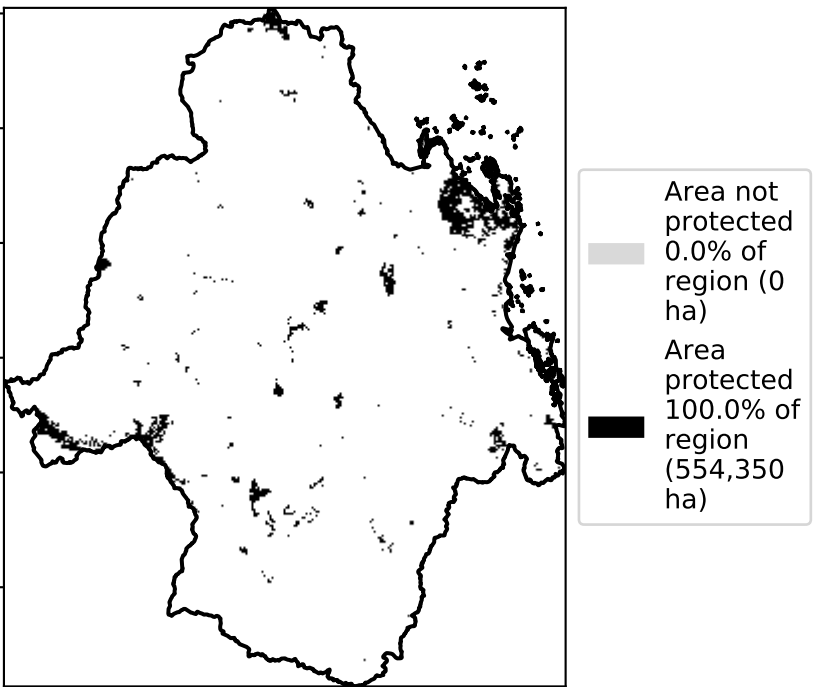 Area not
protected
0.0% of
region (0
ha)
Area
protected
100.0% of
region
(554,350
ha)